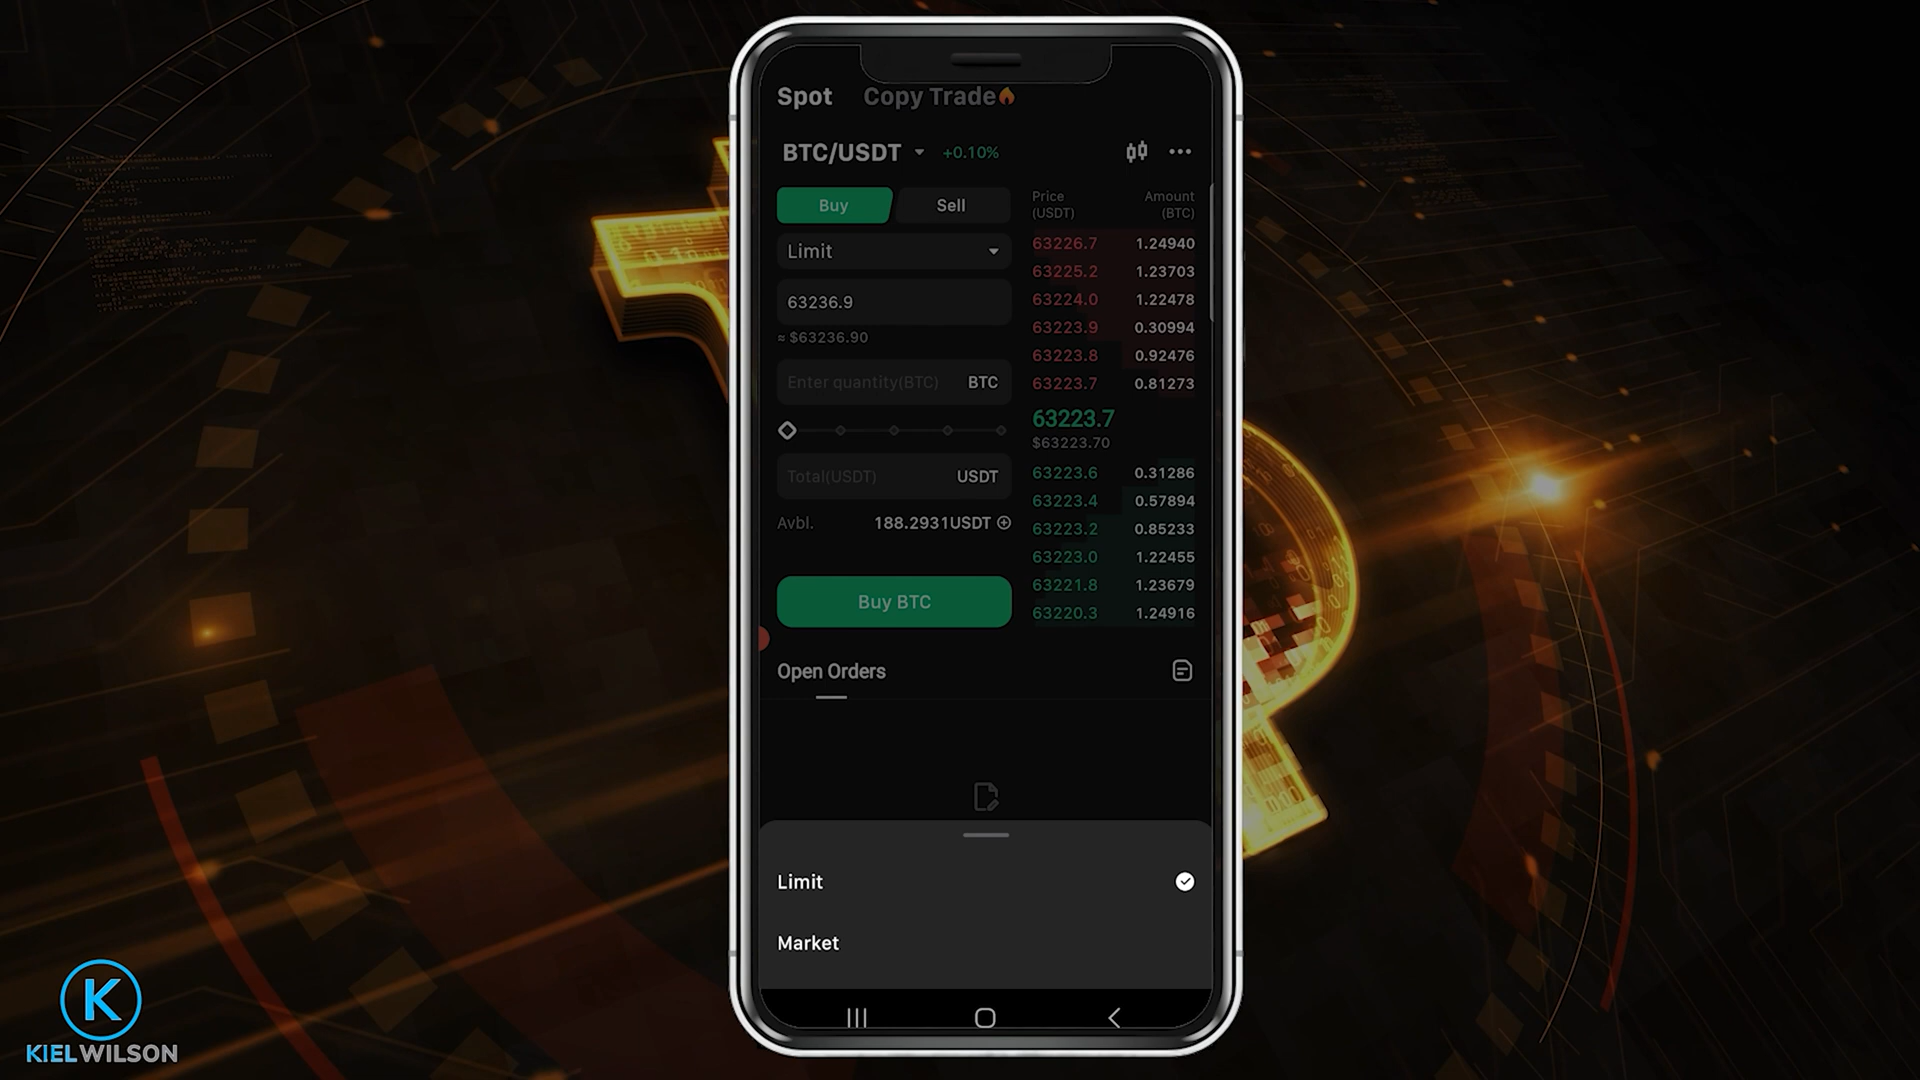 Spot Copy Trade
BTC/USDT +0.10%
Buy Sell
Limit
63236.9
≈ $63236.90
Enter quantity(BTC) BTC
Total(USDT) USDT
Avbl. 188.2931USDT
Buy BTC
Price Amount
(USDT) (BTC)
63226.7 1.24940
63225.2 1.23703
63224.0 1.22478
63223.9 0.30994
63223.8 0.92476
63223.7 0.81273
63223.7
$63223.70
63223.6 0.31286
63223.4 0.57894
63223.2 0.85233
63223.0 1.22455
63221.8 1.23679
63220.3 1.24916
Open Orders
Limit
Market
K
KIELWILSON